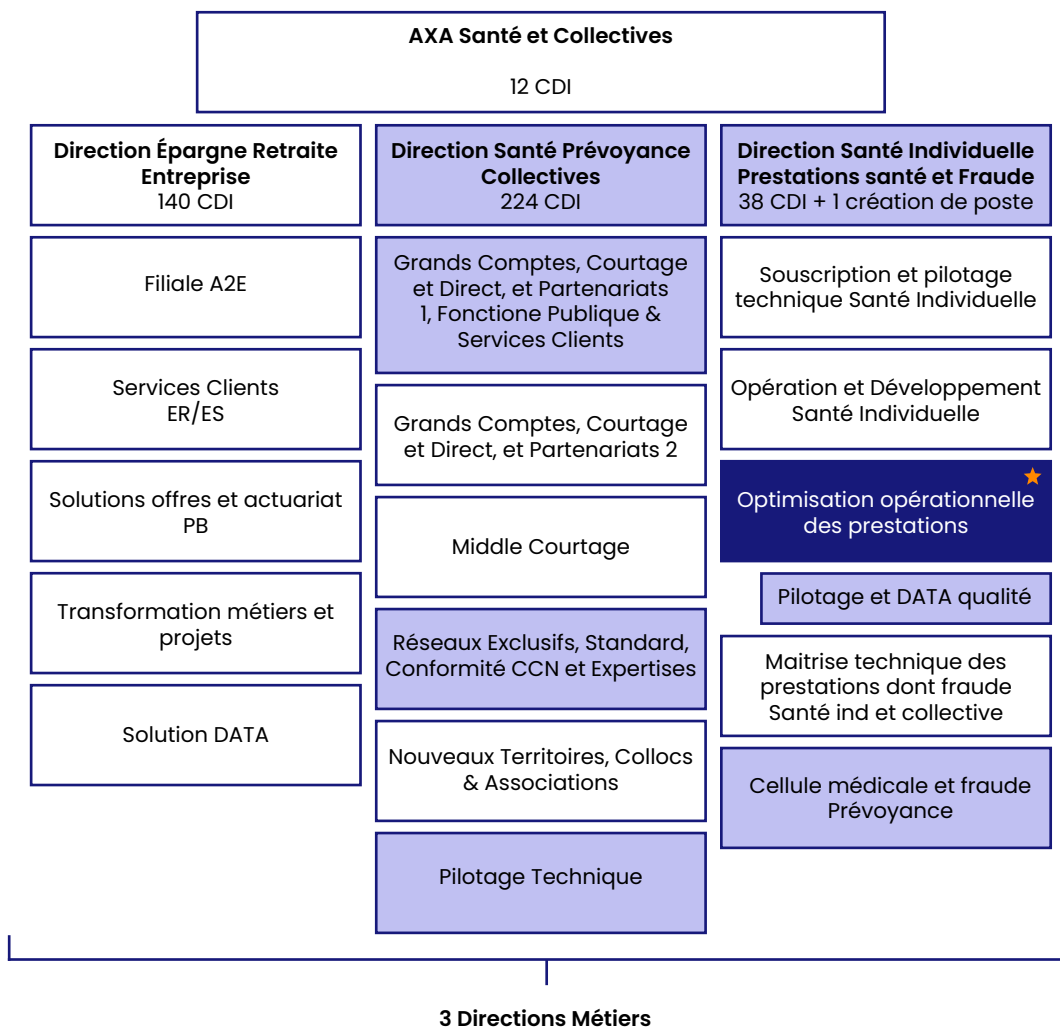 AXA Santé et Collectives
12 CDI
Direction Épargne Retraite
Entreprise
140 CDI
Filiale A2E
Services Clients
ER/ES
Solutions offres et actuariat
PB
Transformation métiers et
projets
Solution DATA
Direction Santé Prévoyance
Collectives
224 CDI
Grands Comptes, Courtage
et Direct, et Partenariats
1, Fonctione Publique &
Services Clients
Grands Comptes, Courtage
et Direct, et Partenariats 2
Middle Courtage
Réseaux Exclusifs, Standard,
Conformité CCN et Expertises
Nouveaux Territoires, Collocs
& Associations
Pilotage Technique
Direction Santé Individuelle
Prestations santé et Fraude
38 CDI + 1 création de poste
Souscription et pilotage
technique Santé Individuelle
Opération et Développement
Santé Individuelle
Optimisation opérationnelle
des prestations
Pilotage et DATA qualité
Maitrise technique des
prestations dont fraude
Santé ind et collective
Cellule médicale et fraude
Prévoyance
3 Directions Métiers